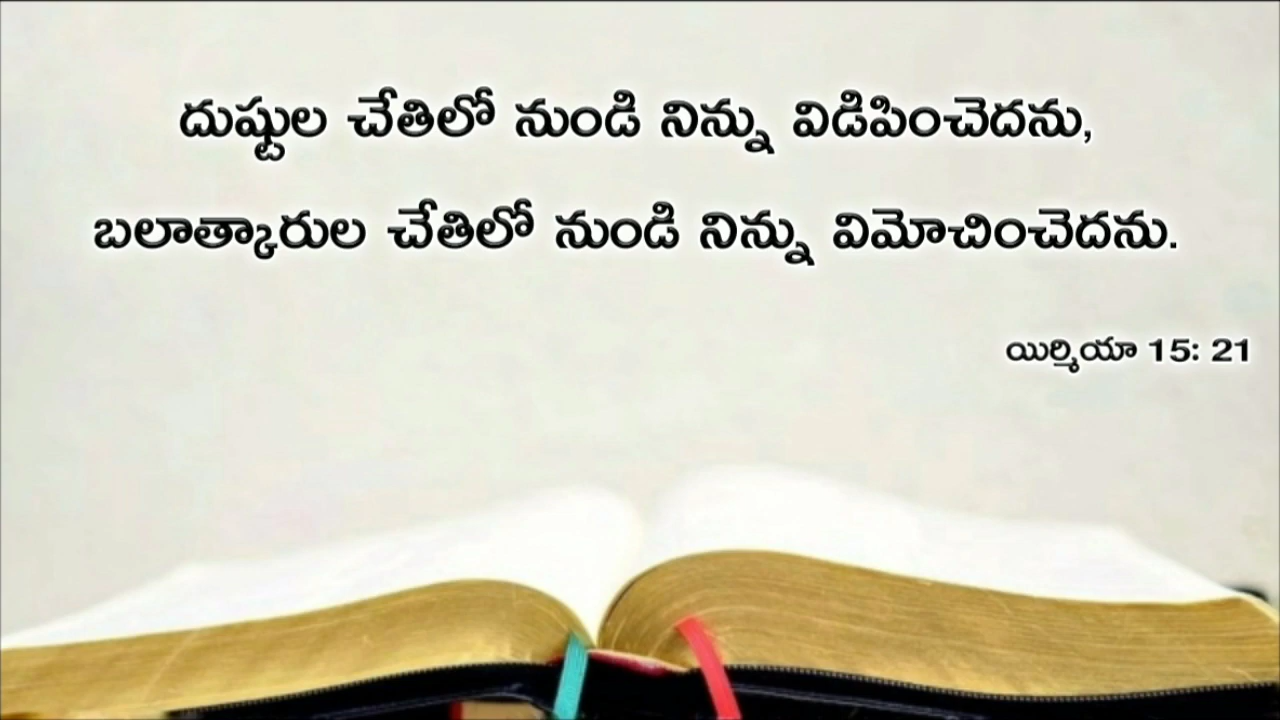 దుష్టుల చేతిలో నుండి నిన్ను విడిపించెదను,
బలాత్కారుల చేతిలో నుండి నిన్ను విమోచించెదను.
యిర్మియా 15: 21